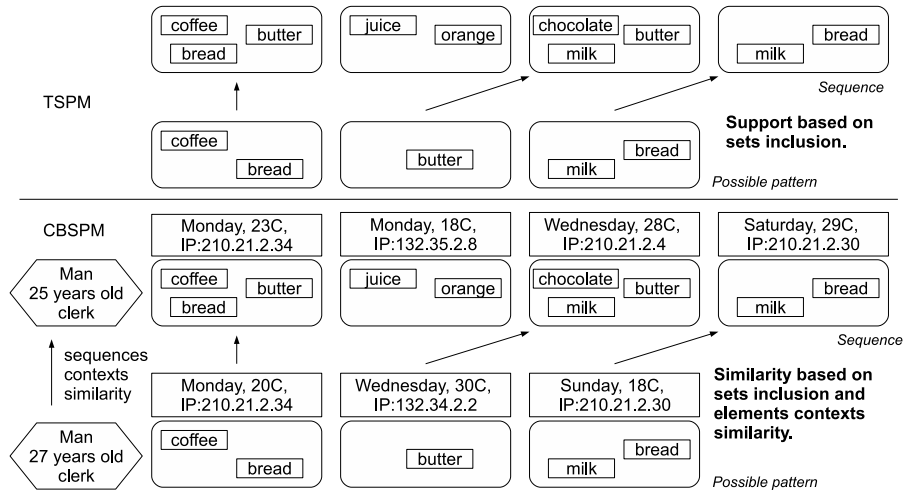 coffee
butter
bread
juice
orange
chocolate
butter
milk
bread
milk
Sequence
TSPM
Support based on
sets inclusion.
coffee
bread
butter
bread
milk
Possible pattern
CBSPM
Monday, 23C,
IP:210.21.2.34
Monday, 18C,
IP:132.35.2.8
Wednesday, 28C,
IP:210.21.2.4
Saturday, 29C,
IP:210.21.2.30
Man
25 years old
clerk
coffee
butter
bread
juice
orange
chocolate
butter
milk
bread
milk
Sequence
sequences
contexts
similarity
Monday, 20C,
IP:210.21.2.34
Wednesday, 30C,
IP:132.34.2.2
Sunday, 18C,
IP:210.21.2.30
Similarity based on
sets inclusion and
elements contexts
similarity.
Man
27 years old
clerk
coffee
bread
butter
bread
milk
Possible pattern